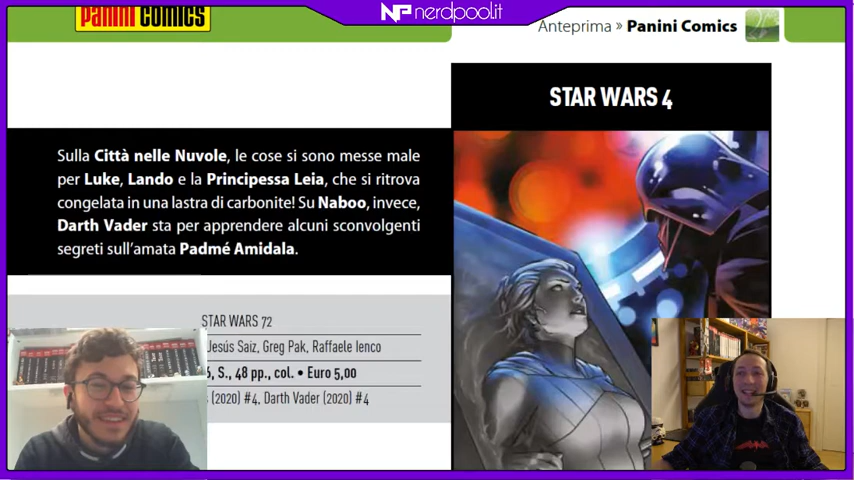 PANINI COMICS
NP nerdpool.it
Anteprima » Panini Comics
STAR WARS 4
Sulla Città nelle Nuvole, le cose si sono messe male
per Luke, Lando e la Principessa Leia, che si ritrova
congelata in una lastra di carbonite! Su Naboo, invece,
Darth Vader sta per apprendere alcuni sconvolgenti
segreti sull'amata Padmé Amidala.
STAR WARS 72
Jesús Saiz, Greg Pak, Raffaele Ienco
S., 48 pp., col. • Euro 5,00
(2020) #4, Darth Vader (2020) #4